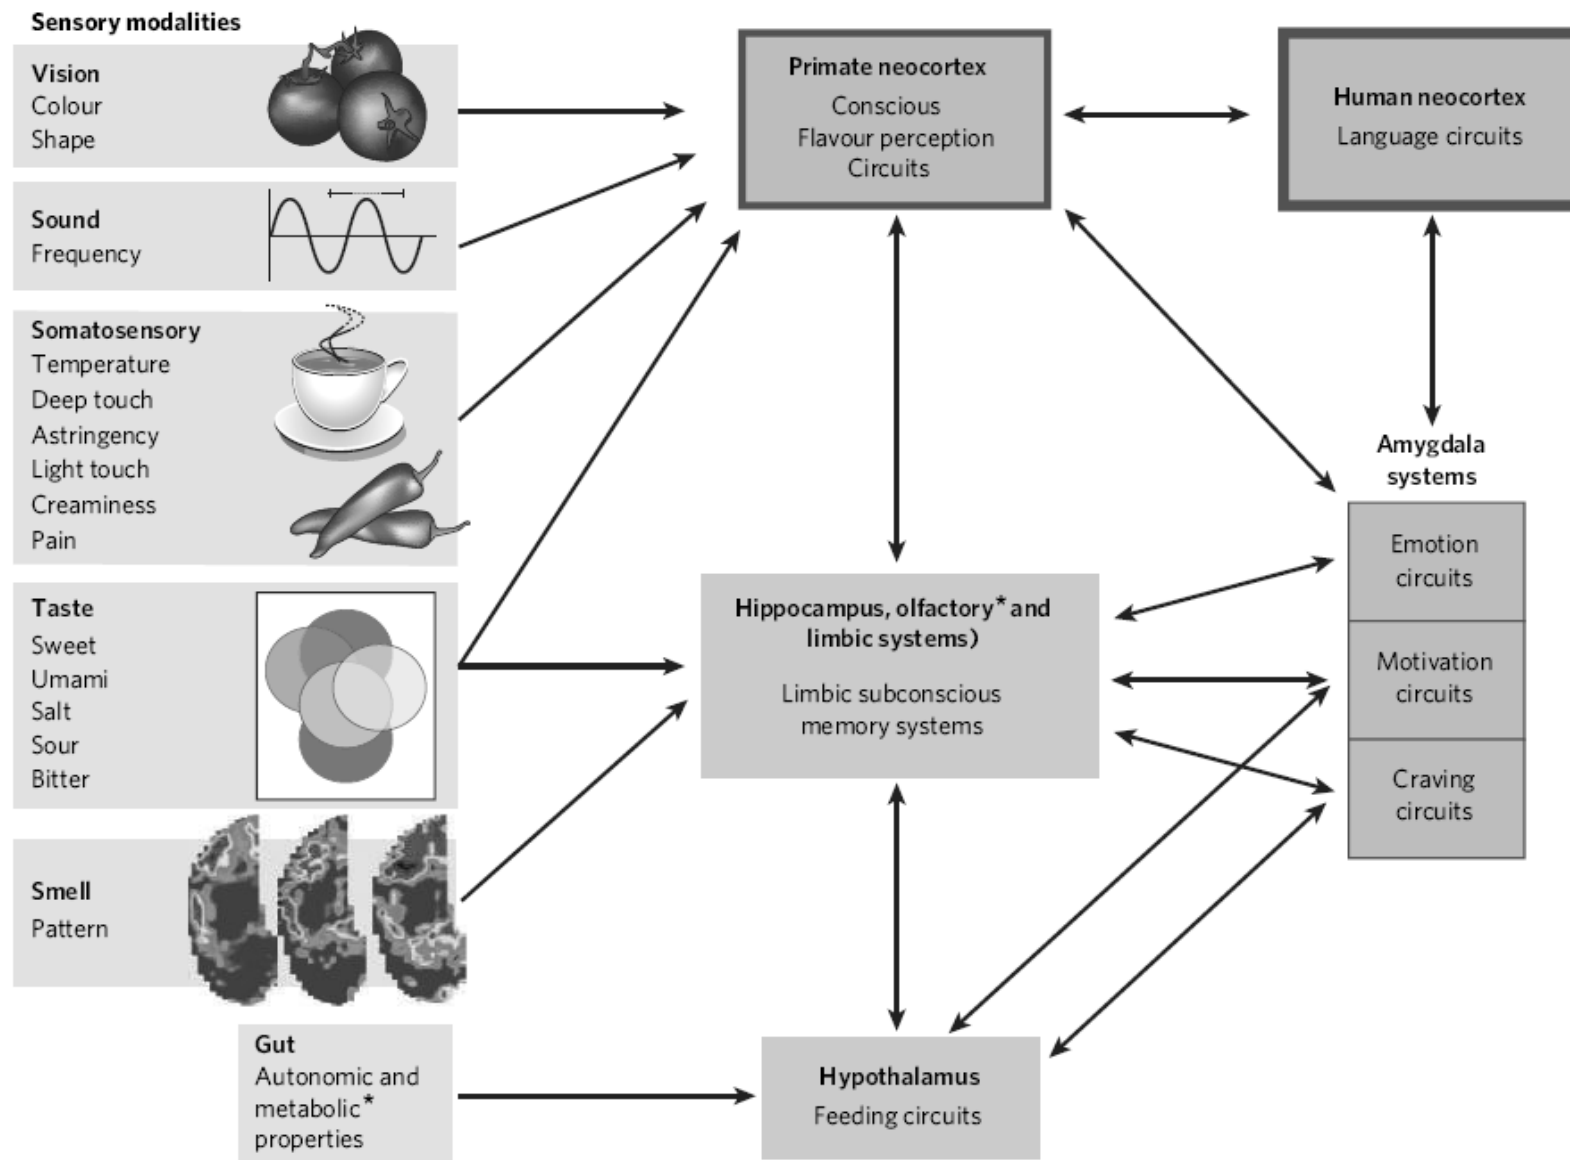 Sensory modalities
Vision
Colour
Shape
Sound
Frequency
Somatosensory
Temperature
Deep touch
Astringency
Light touch
Creaminess
Pain
Taste
Sweet
Umami
Salt
Sour
Bitter
Smell
Pattern
Gut
Autonomic and
metabolic*
properties
Primate neocortex
Conscious
Flavour perception
Circuits
Human neocortex
Language circuits
Hippocampus, olfactory* and
limbic systems)
Limbic subconscious
memory systems
Amygdala
systems
Emotion
circuits
Motivation
circuits
Craving
circuits
Hypothalamus
Feeding circuits